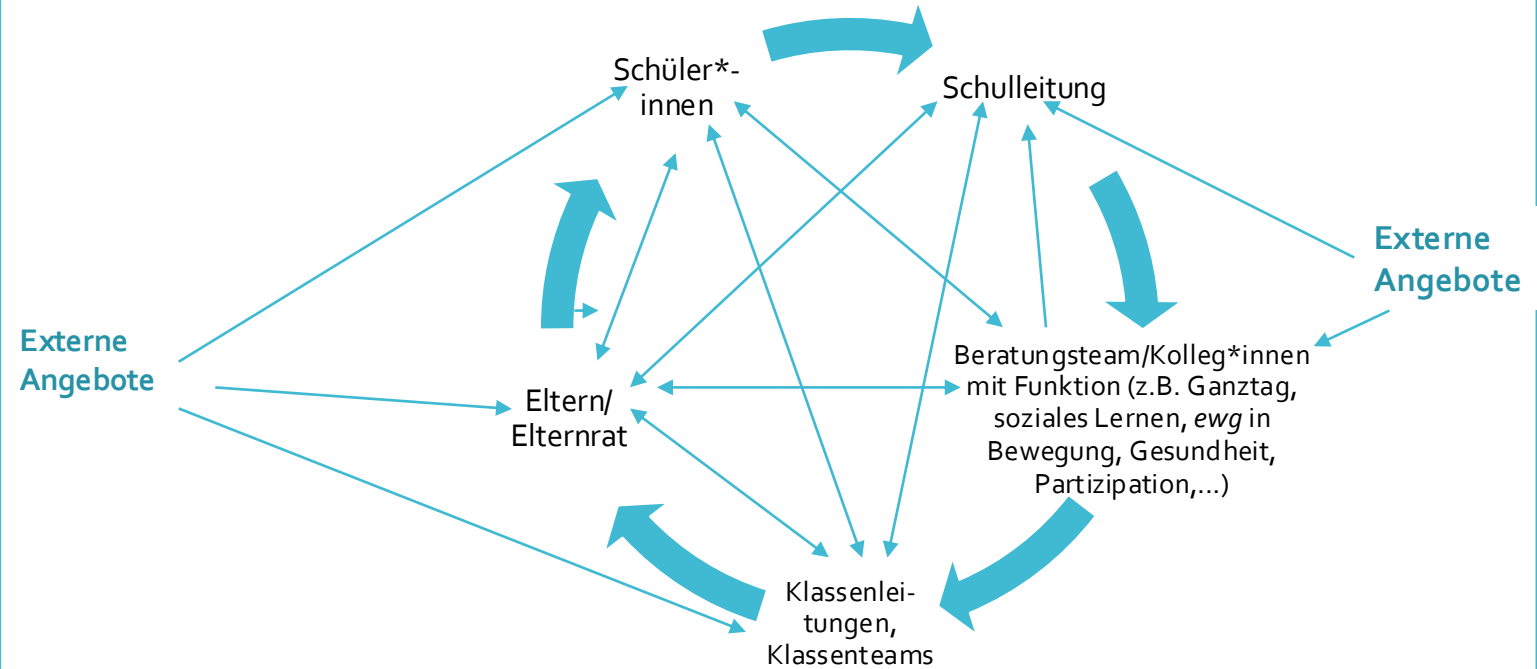 Schüler*-
innen
Schulleitung
Externe
Angebote
Externe
Angebote
Beratungsteam/Kolleg*innen
mit Funktion (z.B. Ganztag,
soziales Lernen, ewg in
Bewegung, Gesundheit,
Partizipation,...)
Eltern/
Elternrat
Klassenlei-
tungen,
Klassenteams